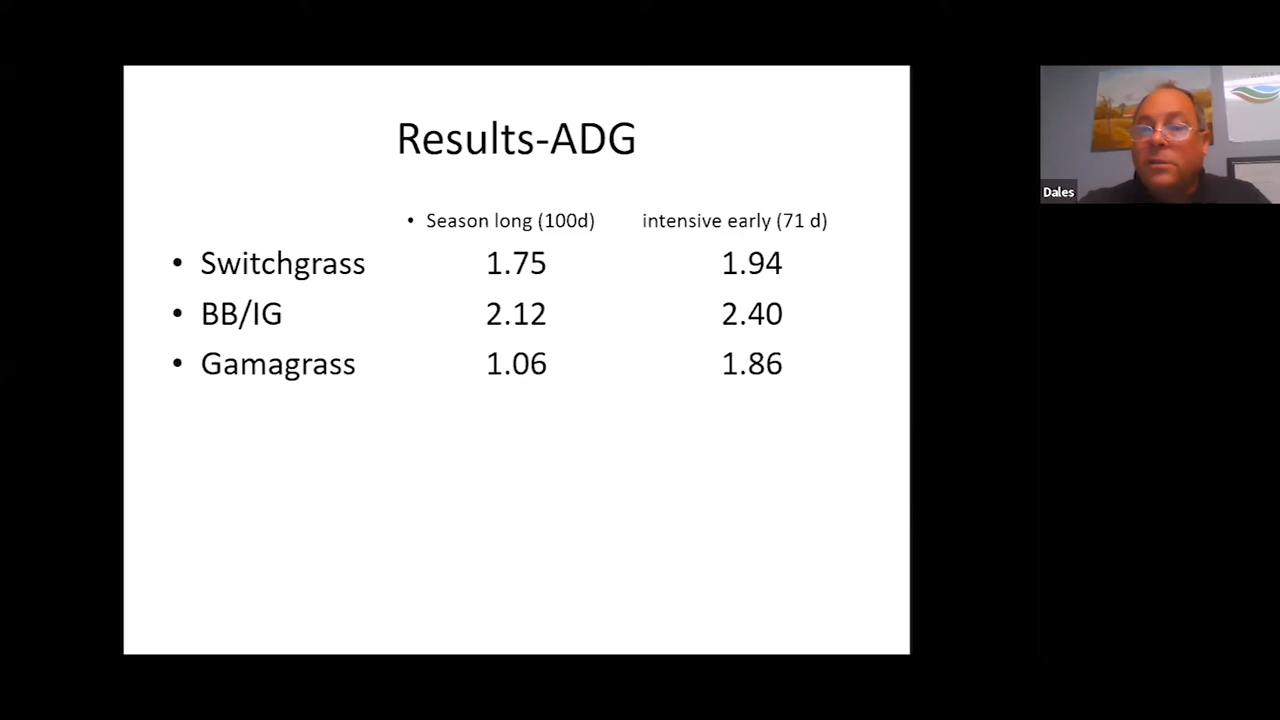 Results-ADG
• Season long (100d) intensive early (71 d)
• Switchgrass 1.75 1.94
• BB/IG 2.12 2.40
• Gamagrass 1.06 1.86
Dales